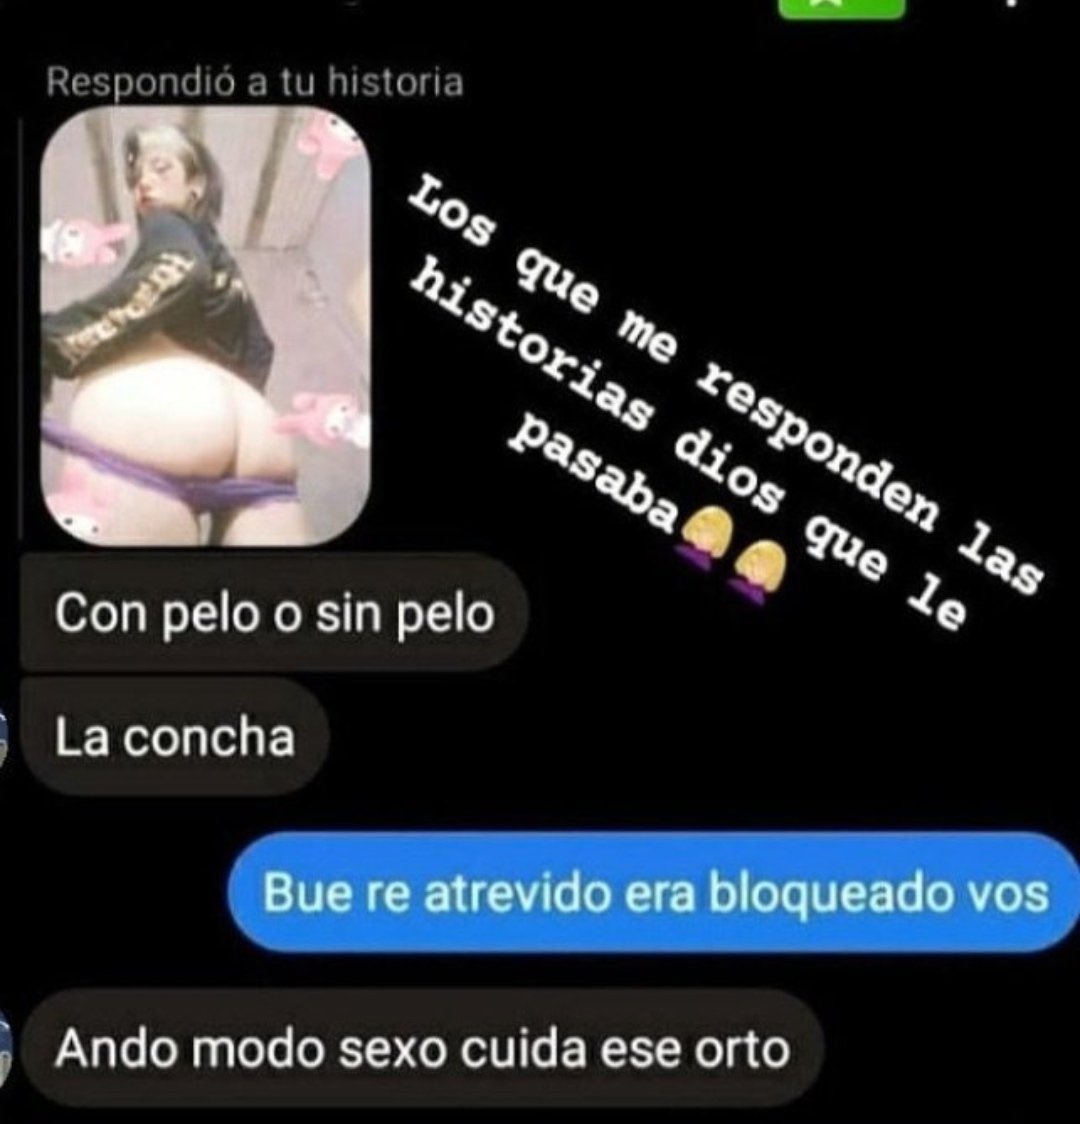 Respondió a tu historia
Los que me responden las
historias dios que le
pasaba🤦🏼‍♀️🤦🏼‍♀️
Con pelo o sin pelo
La concha
Bue re atrevido era bloqueado vos
Ando modo sexo cuida ese orto